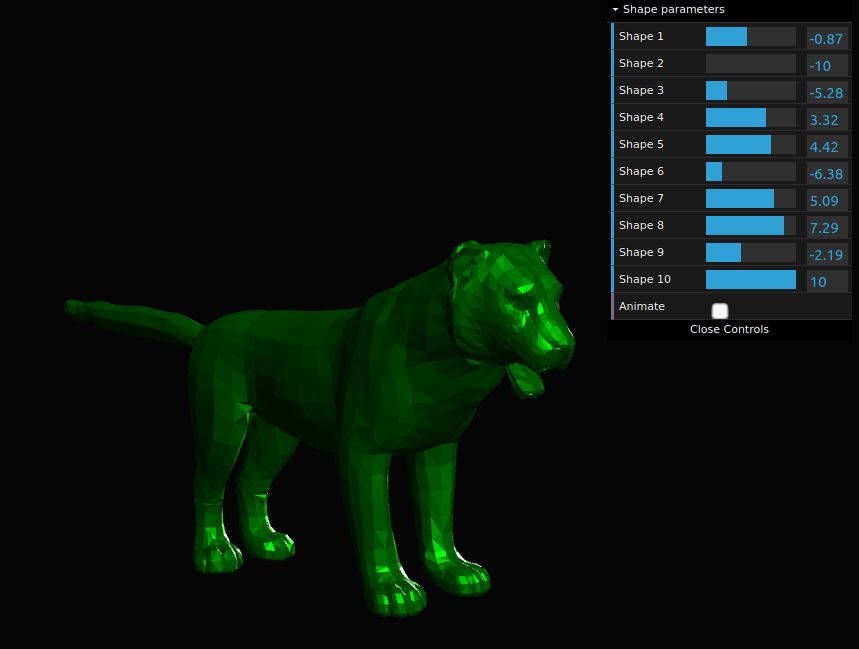 Shape parameters
Shape 1 -0.87
Shape 2 -10
Shape 3 -5.28
Shape 4 3.32
Shape 5 4.42
Shape 6 -6.38
Shape 7 5.09
Shape 8 7.29
Shape 9 -2.19
Shape 10 10
Animate
Close Controls